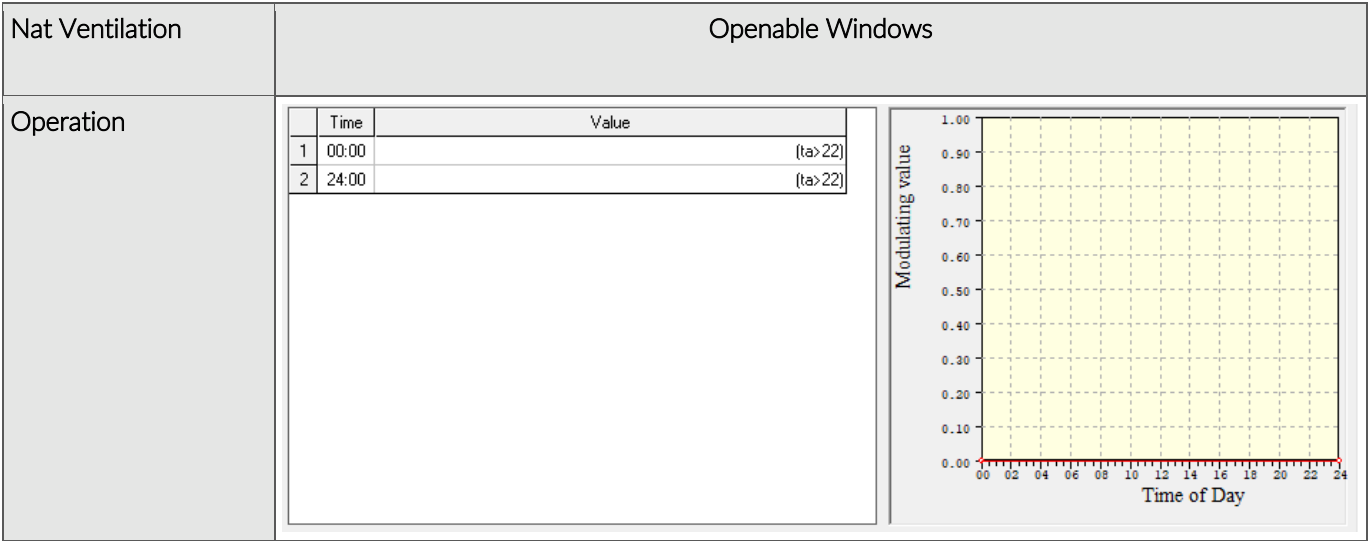 Nat Ventilation
Openable Windows
Operation
Time Value
1 00:00 (ta>22)
2 24:00 (ta>22)
Modulating value
1.00
0.90
0.80
0.70
0.60
0.50
0.40
0.30
0.20
0.10
0.00
00 02 04 06 08 10 12 14 16 18 20 22 24
Time of Day